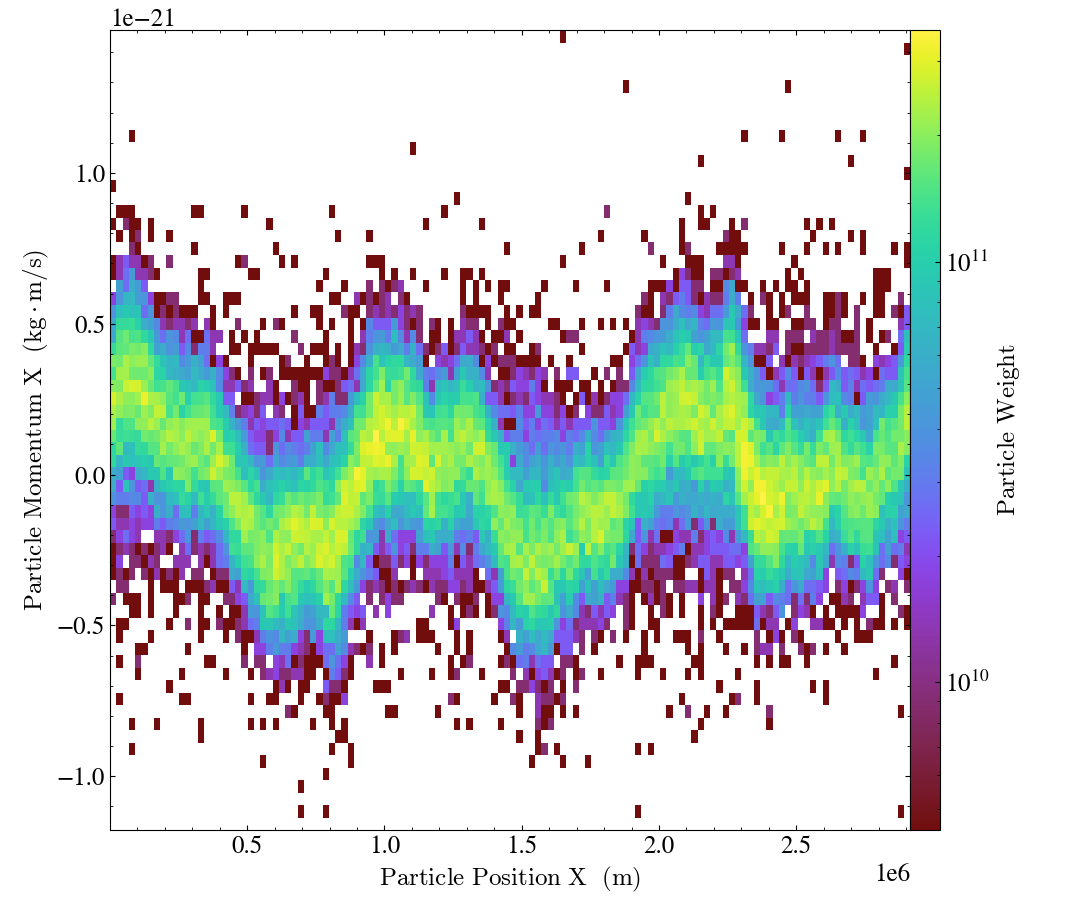 1e−21
1.0
0.5
0.0
−0.5
−1.0
Particle Momentum X (kg · m/s)
0.5 1.0 1.5 2.0 2.5
1e6
Particle Position X (m)
10¹¹
10¹⁰
Particle Weight